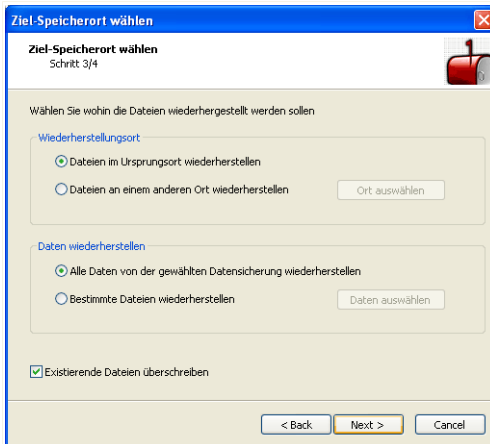 Ziel-Speicherort wählen
Ziel-Speicherort wählen
Schritt 3/4
Wählen Sie wohin die Dateien wiederhergestellt werden sollen
Wiederherstellungsort
Dateien im Ursprungsort wiederherstellen
Dateien an einem anderen Ort wiederherstellen Ort auswählen
Daten wiederherstellen
Alle Daten von der gewählten Datensicherung wiederherstellen
Bestimmte Dateien wiederherstellen Daten auswählen
Existierende Dateien überschreiben
< Back Next > Cancel